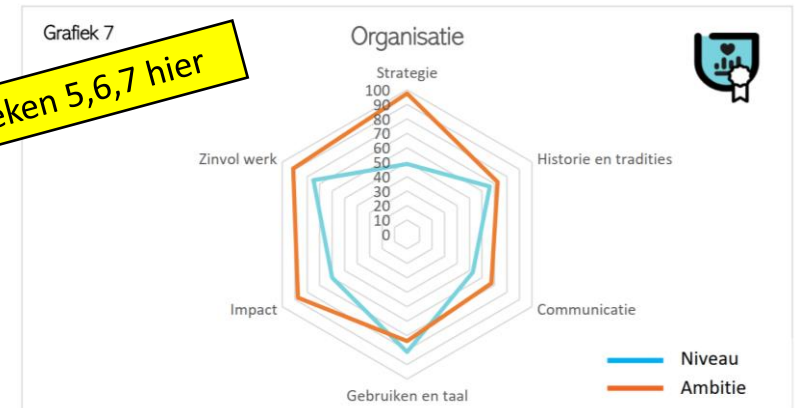 Grafiek 7
Organisatie
5,6,7 hier
Strategie
100
90
80
70
60
50
40
30
20
10
0
Zinvol werk
Historie en tradities
Impact
Communicatie
Gebruiken en taal
Niveau
Ambitie